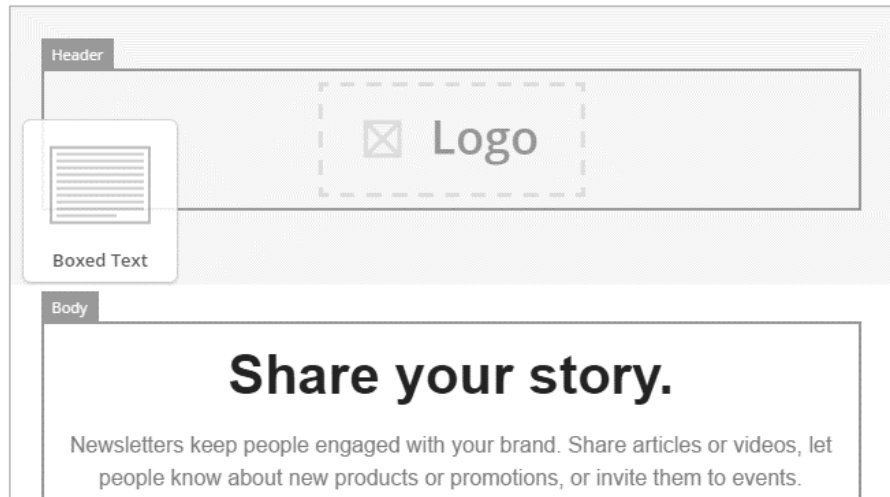 Header
Logo
Boxed Text
Body
Share your story.
Newsletters keep people engaged with your brand. Share articles or videos, let
people know about new products or promotions, or invite them to events.